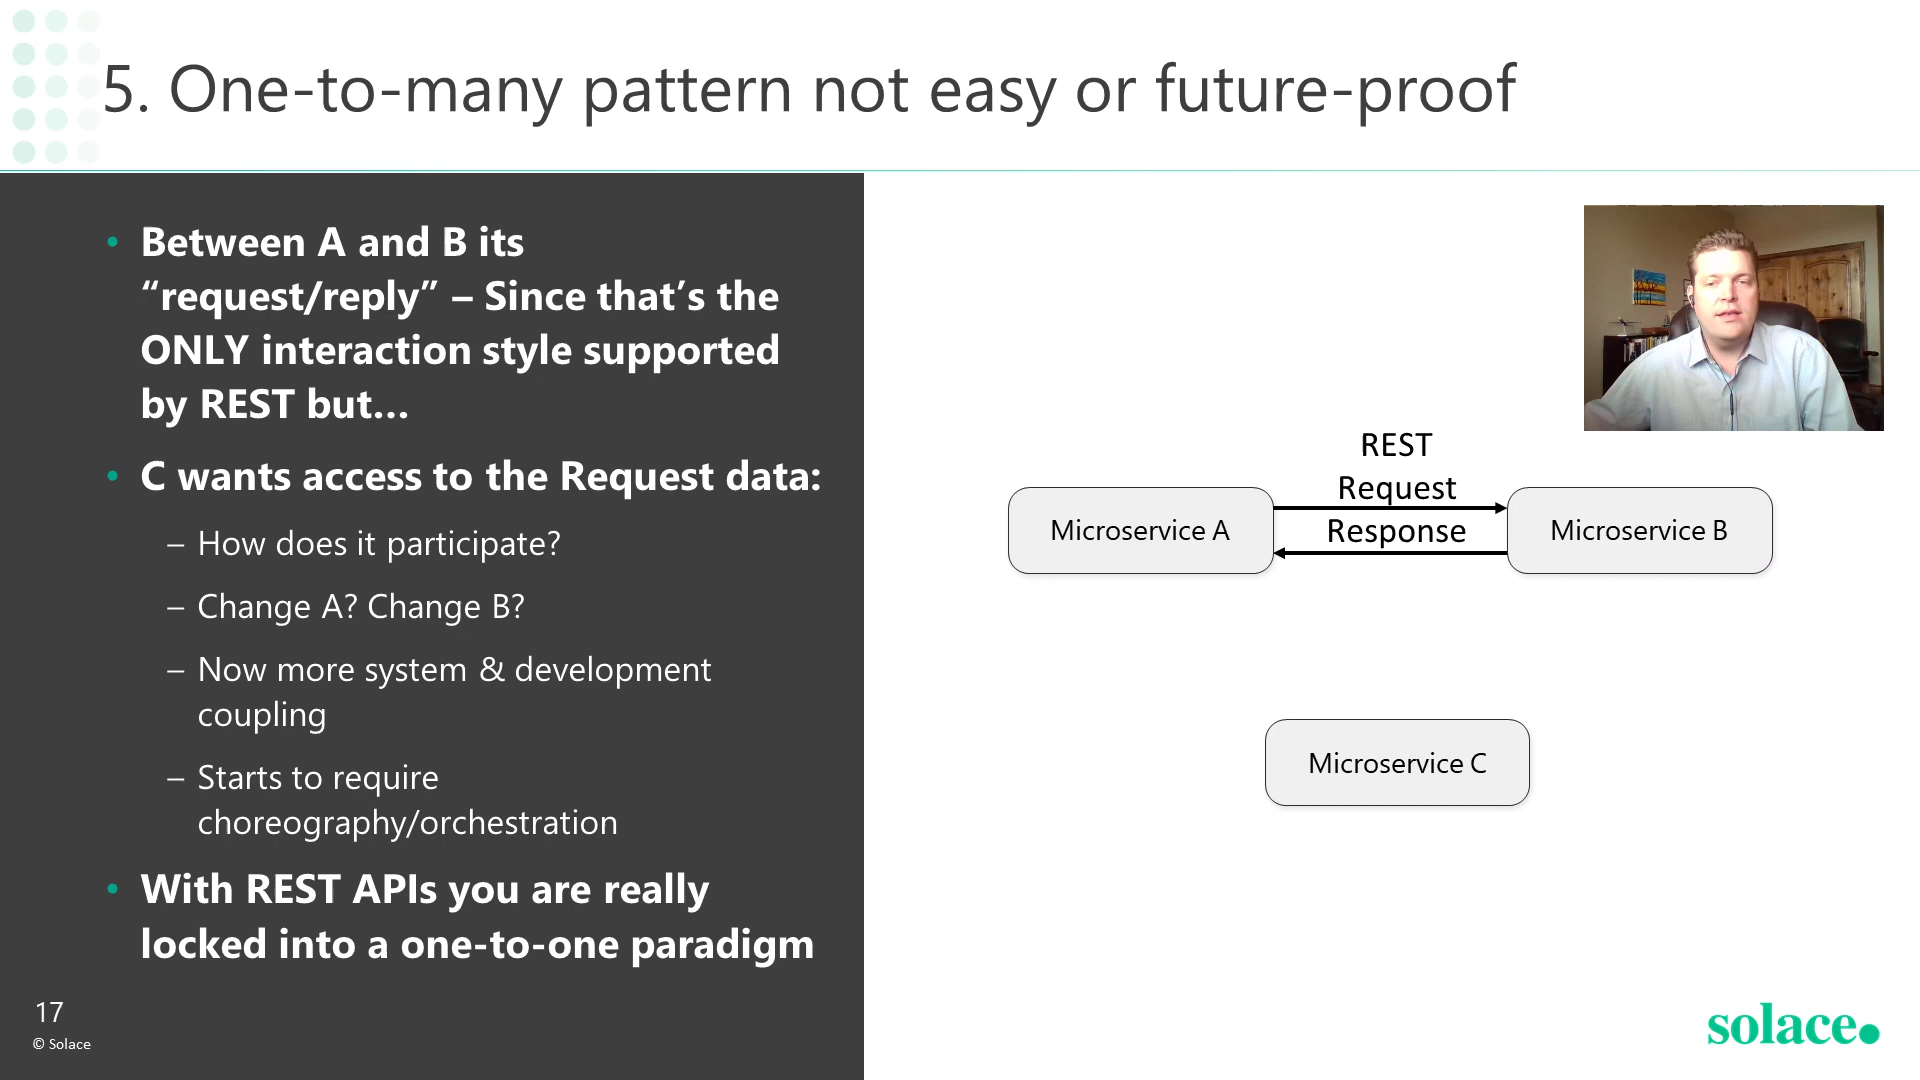 5. One-to-many pattern not easy or future-proof
• Between A and B its
“request/reply” – Since that’s the
ONLY interaction style supported
by REST but…
• C wants access to the Request data:
– How does it participate?
– Change A? Change B?
– Now more system & development
coupling
– Starts to require
choreography/orchestration
• With REST APIs you are really
locked into a one-to-one paradigm
17
© Solace
REST
Request
Response
Microservice A
Microservice B
Microservice C
solace.